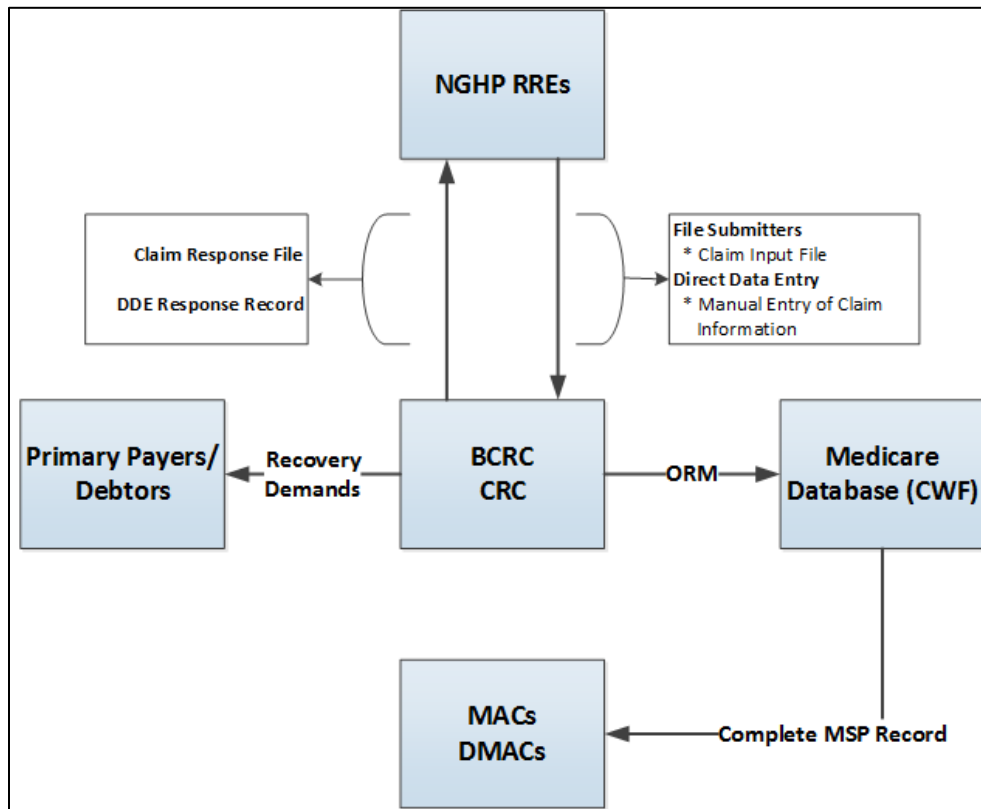 NGHP RREs
Claim Response File
DDE Response Record
File Submitters
* Claim Input File
Direct Data Entry
* Manual Entry of Claim
Information
Primary Payers/
Debtors
Recovery
Demands
BCRC
CRC
ORM
Medicare
Database (CWF)
MACs
DMACs
Complete MSP Record